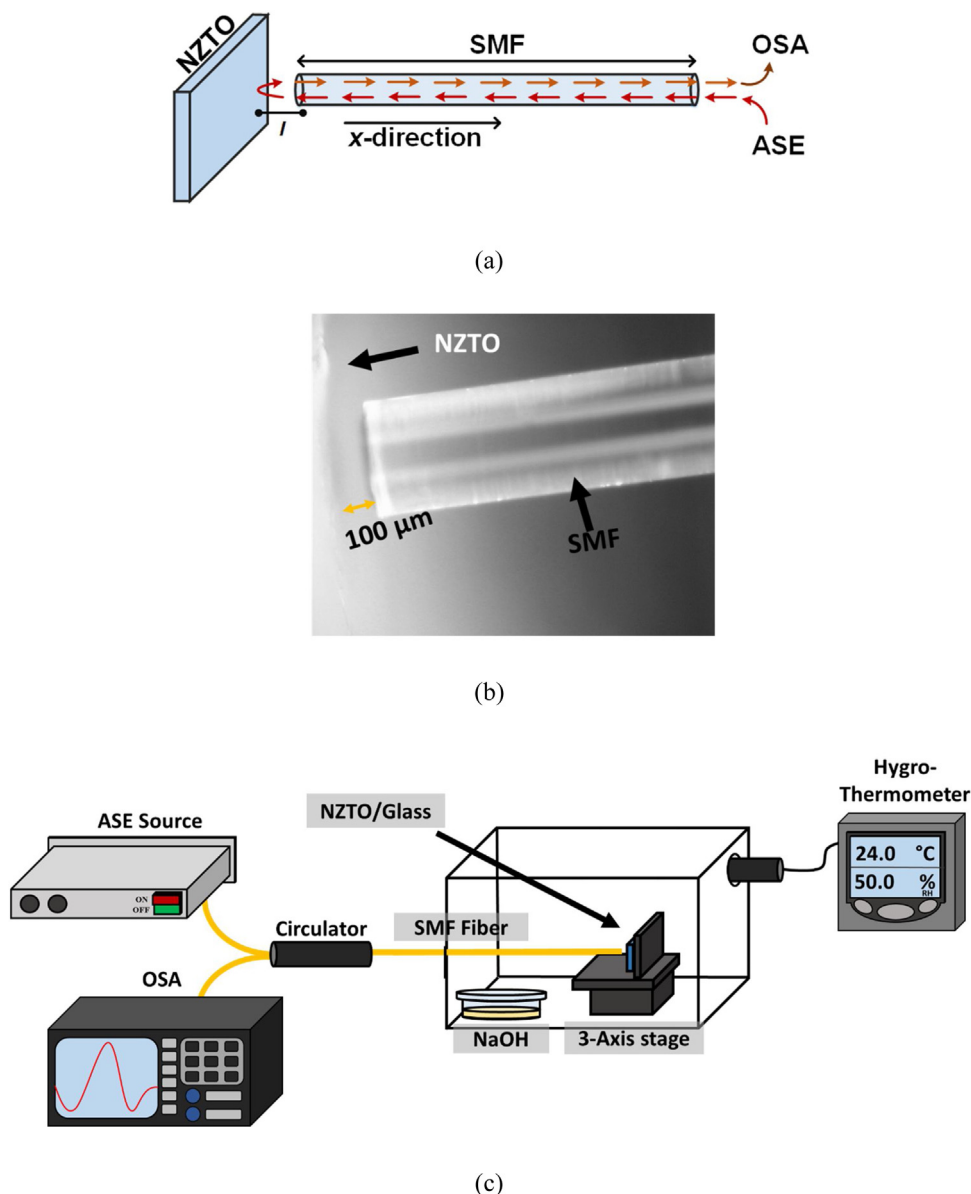 NZTO
SMF
OSA
l
x-direction
ASE
(a)
NZTO
100 μm
SMF
(b)
Hygro-
Thermometer
NZTO/Glass
ASE Source
24.0 °C
50.0 %
RH
ON
OFF
Circulator
SMF Fiber
OSA
NaOH
3-Axis stage
(c)